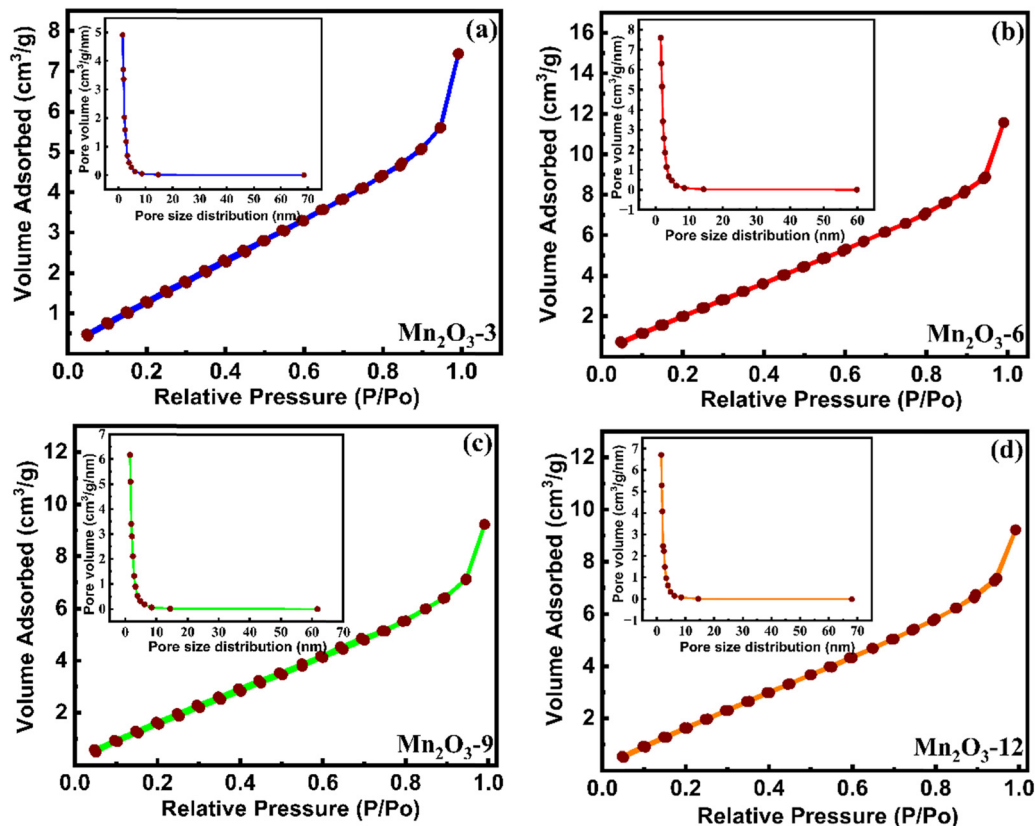 (a)
Volume Adsorbed (cm³/g)
8
7
6
5
4
3
2
1
0.0 0.2 0.4 0.6 0.8 1.0
Relative Pressure (P/Po)
Mn₂O₃-3
Pore volume (cm³/g/nm)
5
4
3
2
1
0
0 10 20 30 40 50 60 70
Pore size distribution (nm)
(b)
Volume Adsorbed (cm³/g)
16
14
12
10
8
6
4
2
0.0 0.2 0.4 0.6 0.8 1.0
Relative Pressure (P/Po)
Mn₂O₃-6
Pore volume (cm³/g/nm)
8
7
6
5
4
3
2
1
0
−1
0 10 20 30 40 50 60
Pore size distribution (nm)
(c)
Volume Adsorbed (cm³/g)
12
10
8
6
4
2
0.0 0.2 0.4 0.6 0.8 1.0
Relative Pressure (P/Po)
Mn₂O₃-9
Pore volume (cm³/g/nm)
7
6
5
4
3
2
1
0
0 10 20 30 40 50 60 70
Pore size distribution (nm)
(d)
Volume Adsorbed (cm³/g)
12
10
8
6
4
2
0.0 0.2 0.4 0.6 0.8 1.0
Relative Pressure (P/Po)
Mn₂O₃-12
Pore volume (cm³/g/nm)
7
6
5
4
3
2
1
0
−1
0 10 20 30 40 50 60 70
Pore size distribution (nm)